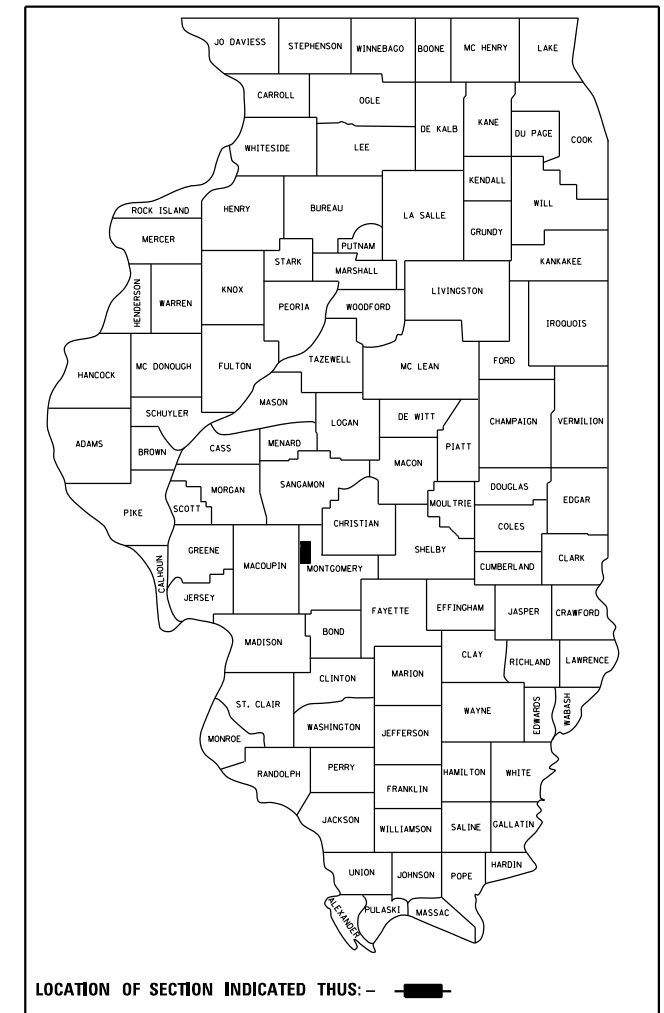 JO DAVIESS
STEPHENSON
WINNEBAGO
BOONE
MC HENRY
LAKE
CARROLL
OGLE
DE KALB
KANE
DU PAGE
COOK
WHITESIDE
LEE
KENDALL
WILL
ROCK ISLAND
HENRY
BUREAU
LA SALLE
GRUNDY
MERCER
PUTNAM
STARK
MARSHALL
KANKAKEE
HENDERSON
WARREN
KNOX
PEORIA
WOODFORD
LIVINGSTON
IROQUOIS
HANCOCK
MC DONOUGH
FULTON
TAZEWELL
MC LEAN
FORD
SCHUYLER
MASON
LOGAN
DE WITT
CHAMPAIGN
VERMILION
ADAMS
BROWN
CASS
MENARD
MACON
PIATT
PIKE
SCOTT
MORGAN
SANGAMON
MOULTRIE
DOUGLAS
EDGAR
CHRISTIAN
COLES
CALHOUN
GREENE
MACOUPIN
MONTGOMERY
SHELBY
CUMBERLAND
CLARK
JERSEY
FAYETTE
EFFINGHAM
JASPER
CRAWFORD
MADISON
BOND
CLAY
RICHLAND
LAWRENCE
CLINTON
MARION
ST. CLAIR
WAYNE
EDWARDS
WABASH
MONROE
WASHINGTON
JEFFERSON
RANDOLPH
PERRY
HAMILTON
WHITE
FRANKLIN
JACKSON
WILLIAMSON
SALINE
GALLATIN
UNION
JOHNSON
POPE
HARDIN
ALEXANDER
PULASKI
MASSAC
LOCATION OF SECTION INDICATED THUS: –